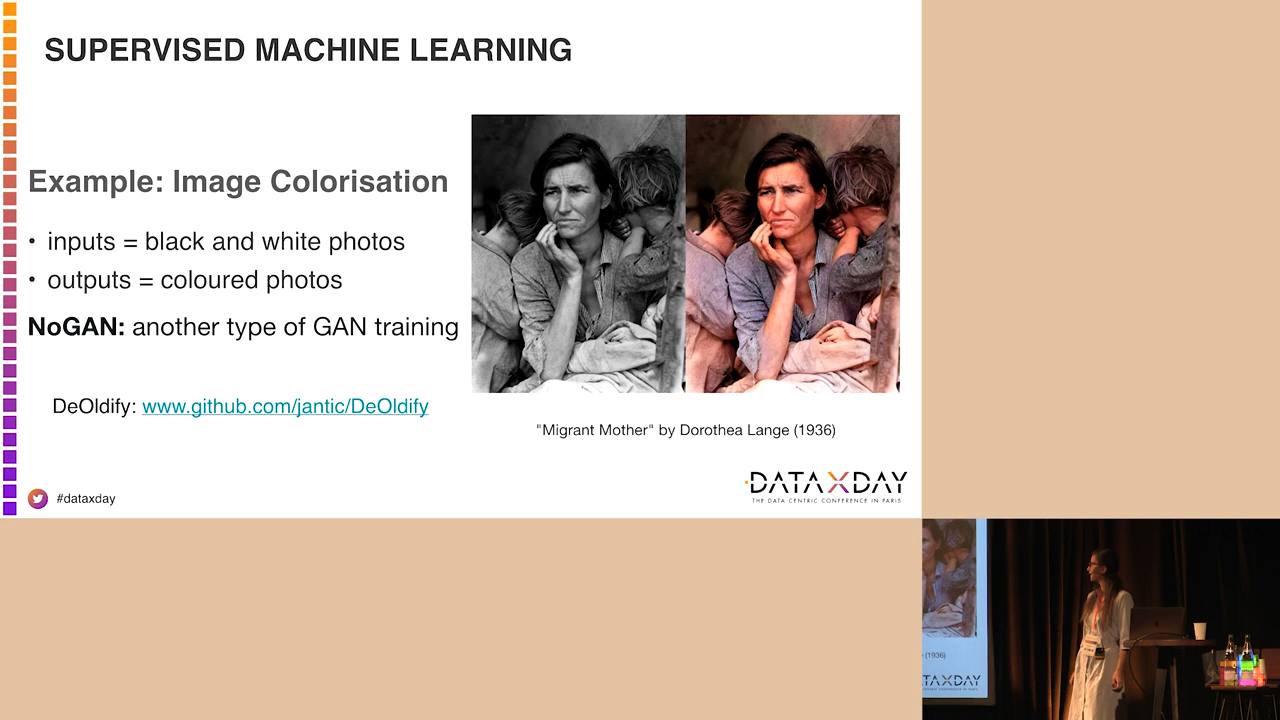 SUPERVISED MACHINE LEARNING
Example: Image Colorisation
• inputs = black and white photos
• outputs = coloured photos
NoGAN: another type of GAN training
DeOldify: www.github.com/jantic/DeOldify
"Migrant Mother" by Dorothea Lange (1936)
#dataxday
DATAXDAY
THE DATA CENTRIC CONFERENCE IN PARIS
(1936)
TAXDAY